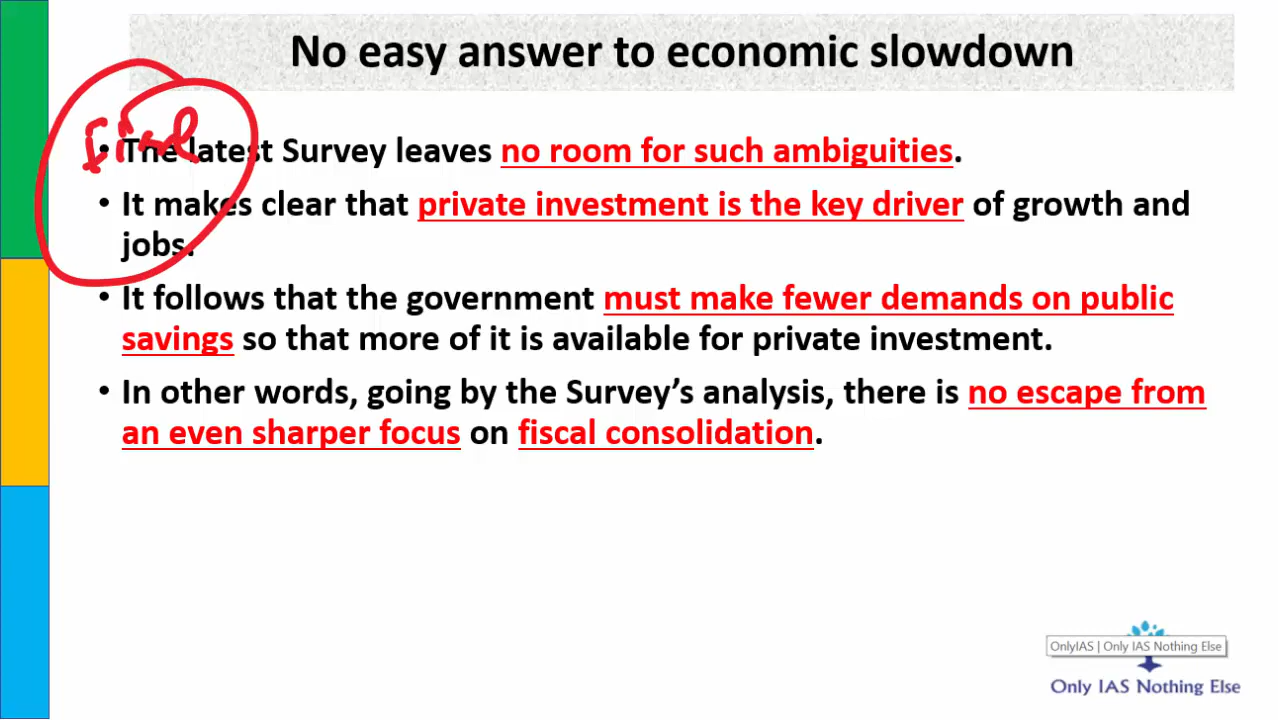 No easy answer to economic slowdown
• The latest Survey leaves no room for such ambiguities.
• It makes clear that private investment is the key driver of growth and
jobs.
• It follows that the government must make fewer demands on public
savings so that more of it is available for private investment.
• In other words, going by the Survey's analysis, there is no escape from
an even sharper focus on fiscal consolidation.
OnlyIAS | Only IAS Nothing Else
Only IAS Nothing Else